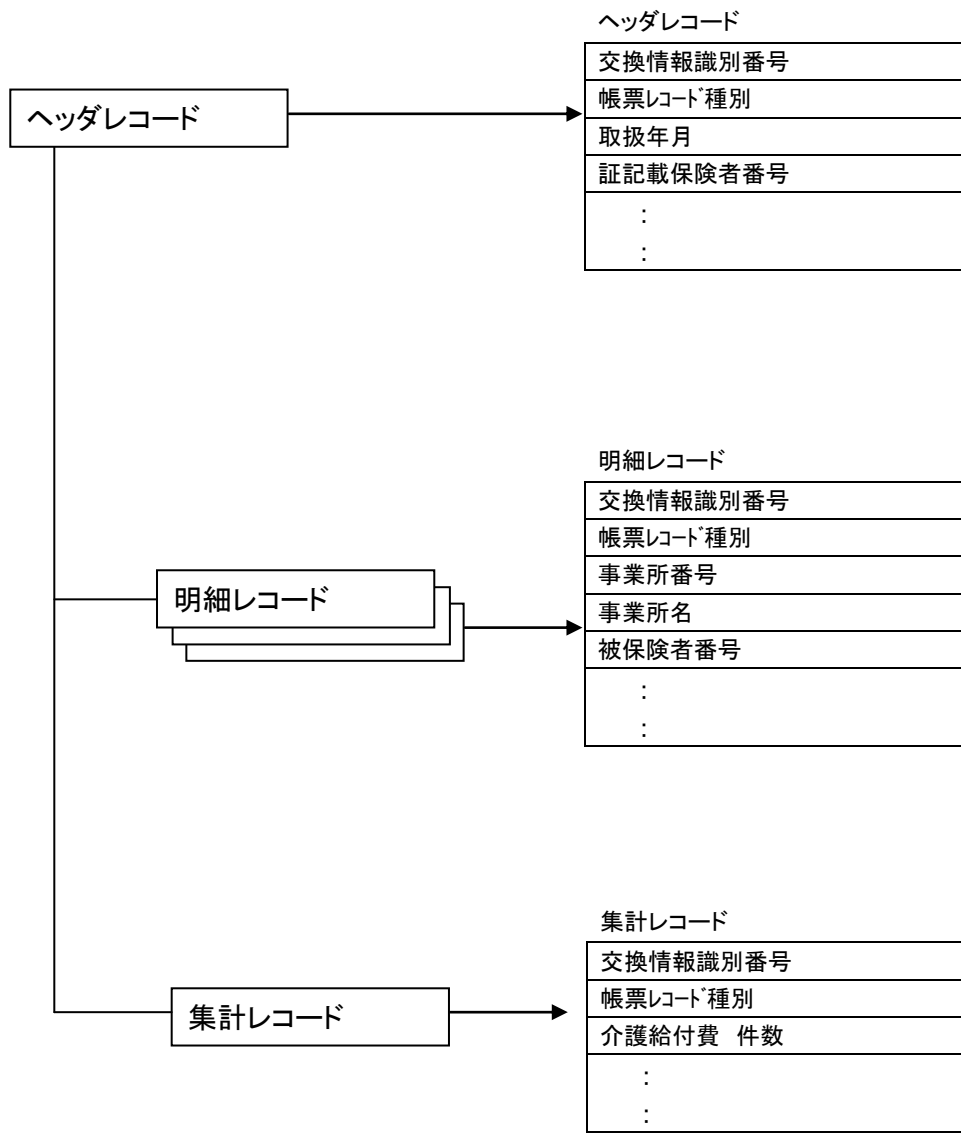 ヘッダレコード
ヘッダレコード
交換情報識別番号
帳票ﾚｺｰﾄﾞ種別
取扱年月
証記載保険者番号
:
:
明細レコード
明細レコード
交換情報識別番号
帳票ﾚｺｰﾄﾞ種別
事業所番号
事業所名
被保険者番号
:
:
集計レコード
集計レコード
交換情報識別番号
帳票ﾚｺｰﾄﾞ種別
介護給付費　件数
:
: